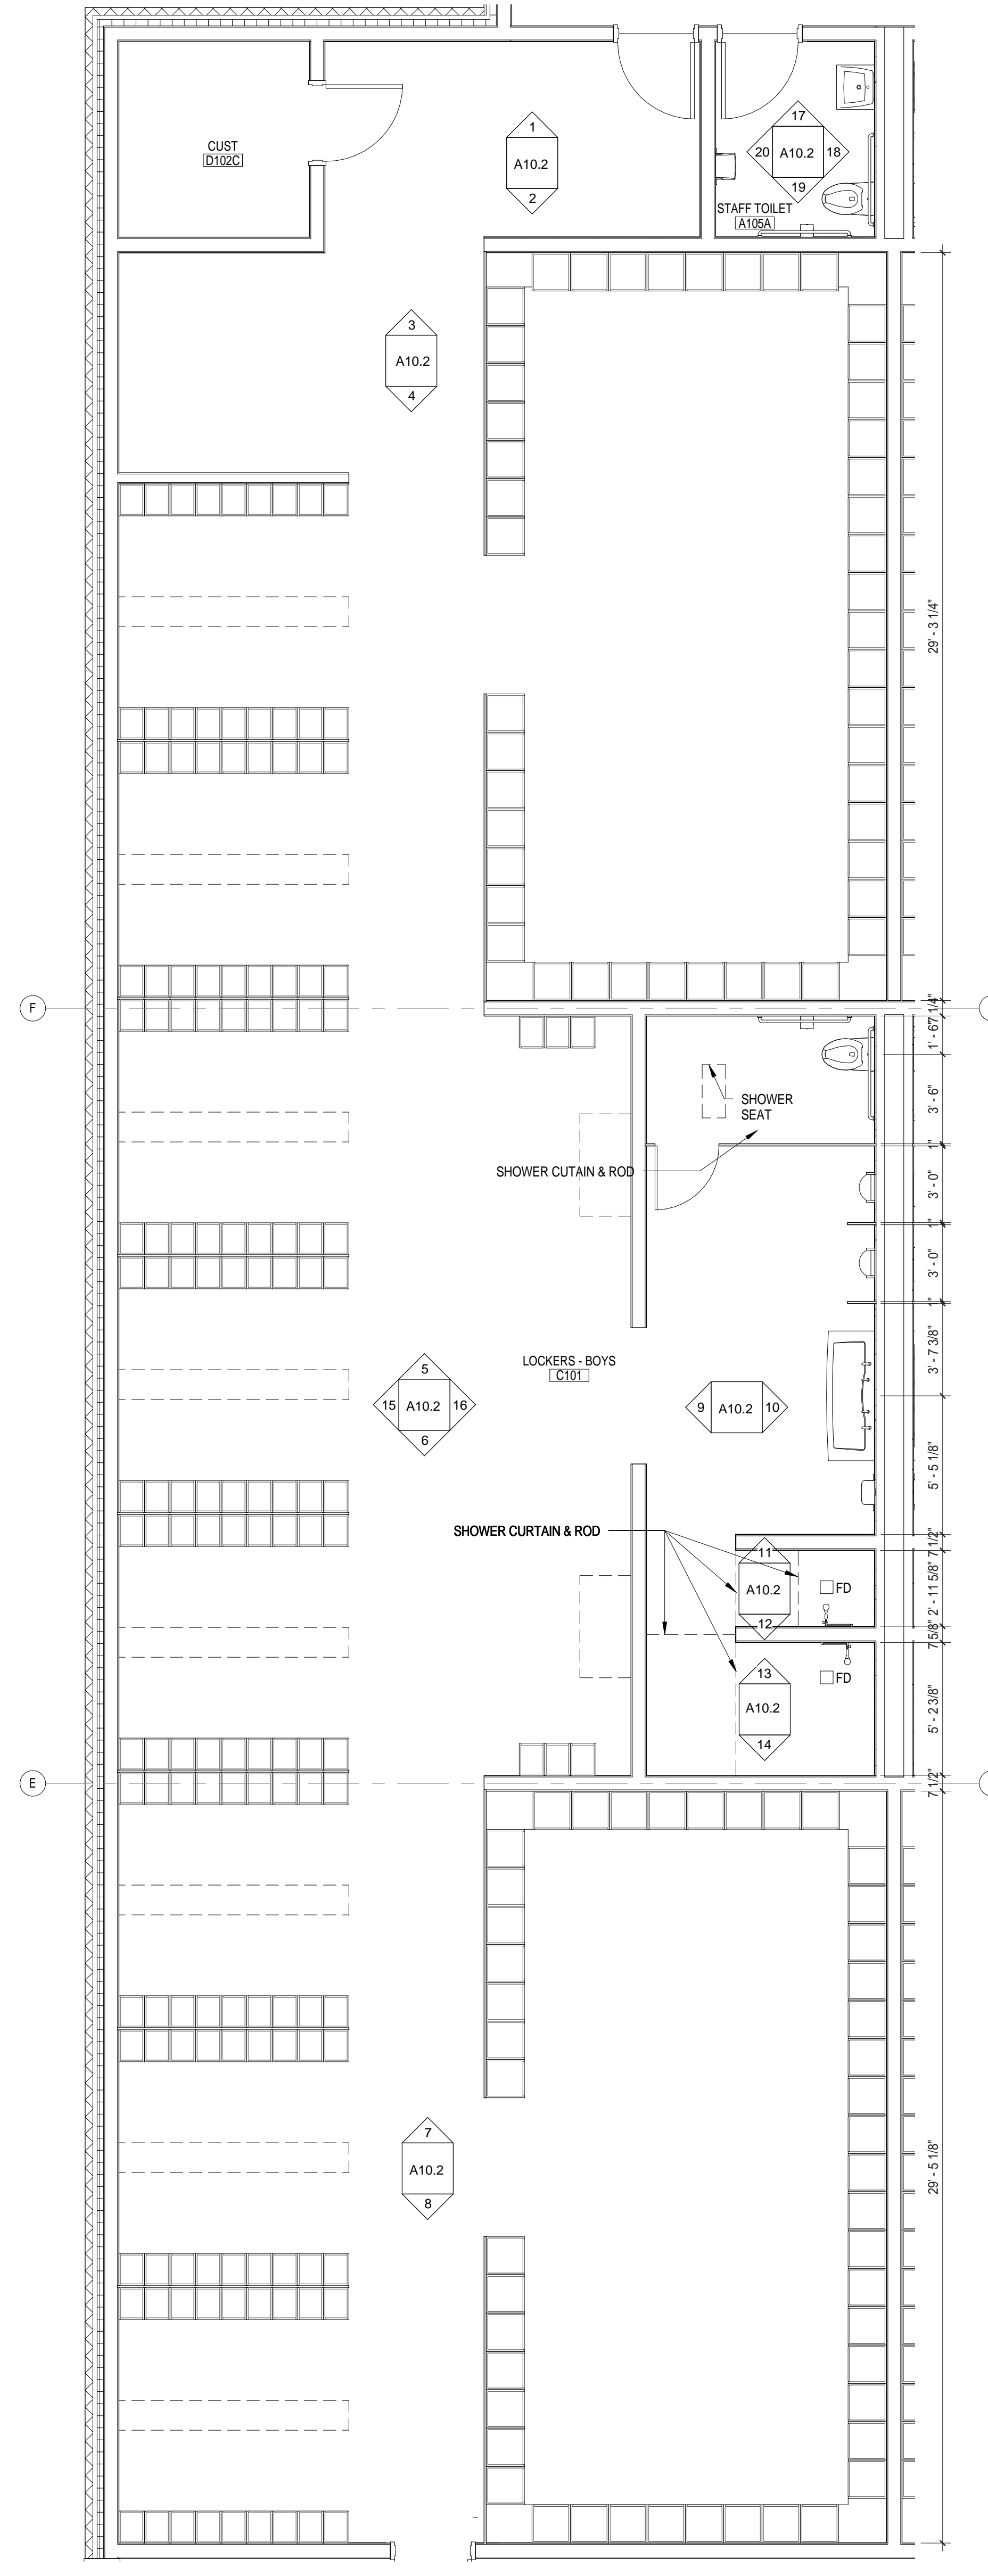 CUST
D102C
1
A10.2
2
17
20 A10.2 18
19
STAFF TOILET
A105A
3
A10.2
4
29' - 3 1/4"
F
7 1/4"
1' - 6"
SHOWER
SEAT
3' - 6"
1"
SHOWER CUTAIN & ROD
3' - 0"
1"
3' - 0"
1"
LOCKERS - BOYS
C101
3' - 7 3/8"
5
15 A10.2 16
6
9 A10.2 10
5' - 5 1/8"
SHOWER CURTAIN & ROD
7 1/2"
11
A10.2
12
FD
2' - 11 5/8"
7 5/8"
13
A10.2
14
FD
5' - 2 3/8"
E
7 1/2"
7
A10.2
8
29' - 5 1/8"